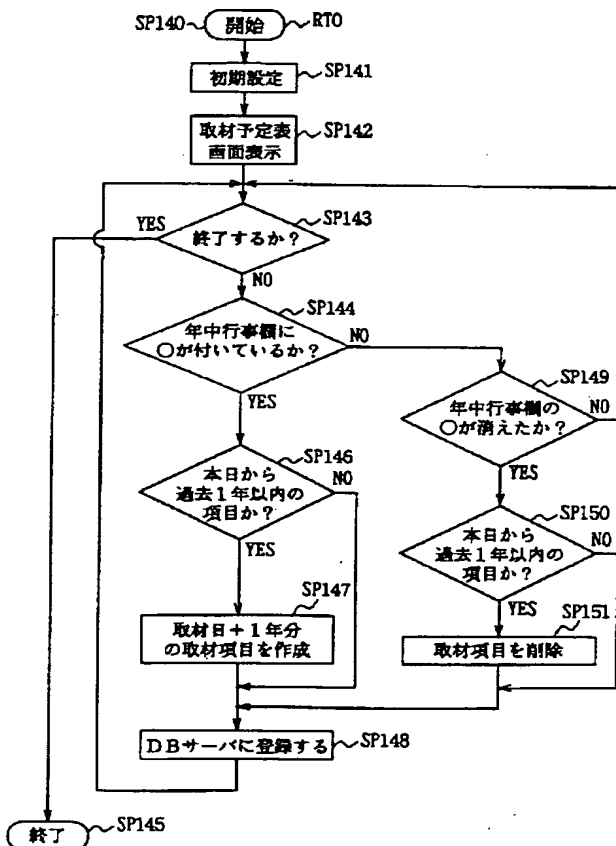 SP140 開始 RT0
初期設定 SP141
取材予定表 SP142
画面表示
YES 終了するか? SP143
NO
SP144
年中行事欄に
○が付いているか? NO
YES
SP149
年中行事欄の
○が消えたか? NO
YES
SP146
本日から
過去1年以内の
項目か? NO
YES
SP150
本日から
過去1年以内の
項目か? NO
YES
SP147
取材日+1年分
の取材項目を作成
SP151
取材項目を削除
DBサーバに登録する SP148
終了 SP145